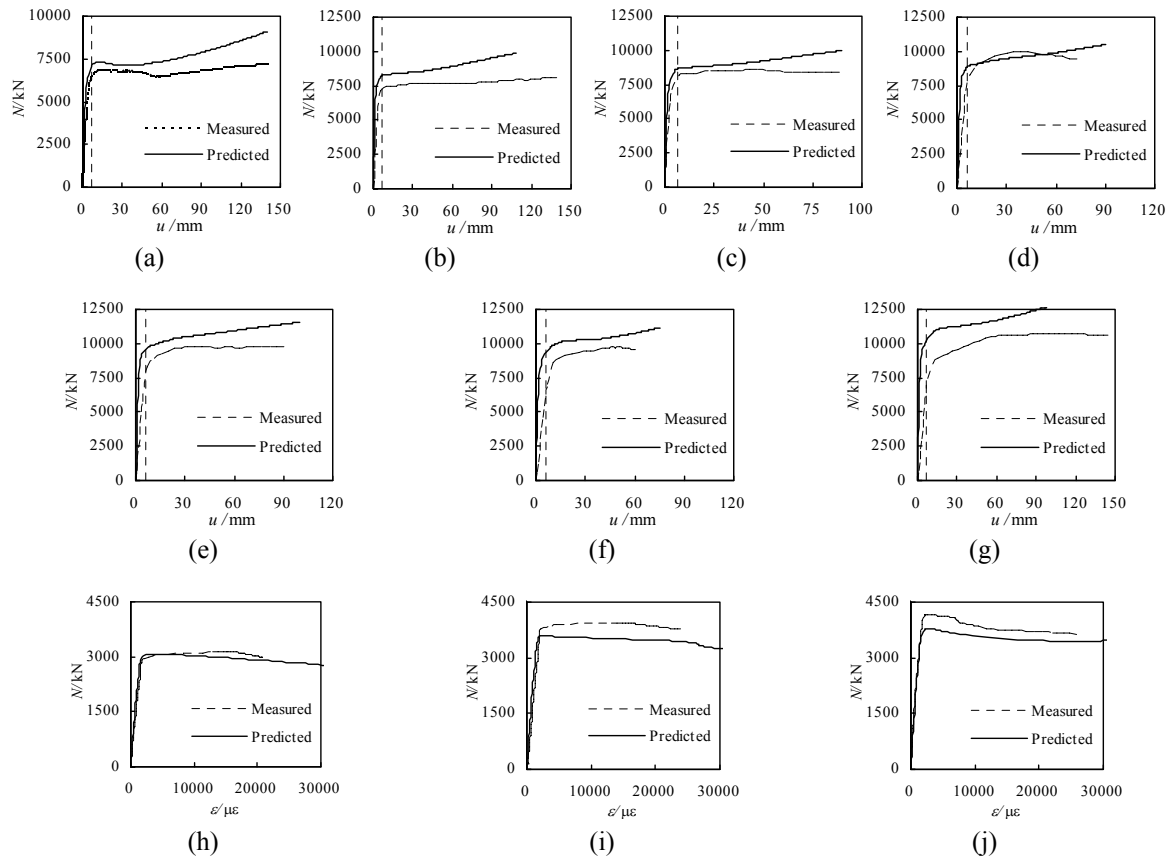 10000
7500
5000
2500
0
N/kN
Measured
Predicted
0 30 60 90 120 150
u /mm
(a)
12500
10000
7500
5000
2500
0
N/kN
Measured
Predicted
0 30 60 90 120 150
u /mm
(b)
12500
10000
7500
5000
2500
0
N/kN
Measured
Predicted
0 25 50 75 100
u /mm
(c)
12500
10000
7500
5000
2500
0
N/kN
Measured
Predicted
0 30 60 90 120
u /mm
(d)
12500
10000
7500
5000
2500
0
N/kN
Measured
Predicted
0 30 60 90 120
u /mm
(e)
12500
10000
7500
5000
2500
0
N/kN
Measured
Predicted
0 30 60 90 120
u /mm
(f)
12500
10000
7500
5000
2500
0
N/kN
Measured
Predicted
0 30 60 90 120 150
u /mm
(g)
4500
3000
1500
0
N/kN
Measured
Predicted
0 10000 20000 30000
ε/με
(h)
4500
3000
1500
0
N/kN
Measured
Predicted
0 10000 20000 30000
ε/με
(i)
4500
3000
1500
0
N/kN
Measured
Predicted
0 10000 20000 30000
ε/με
(j)